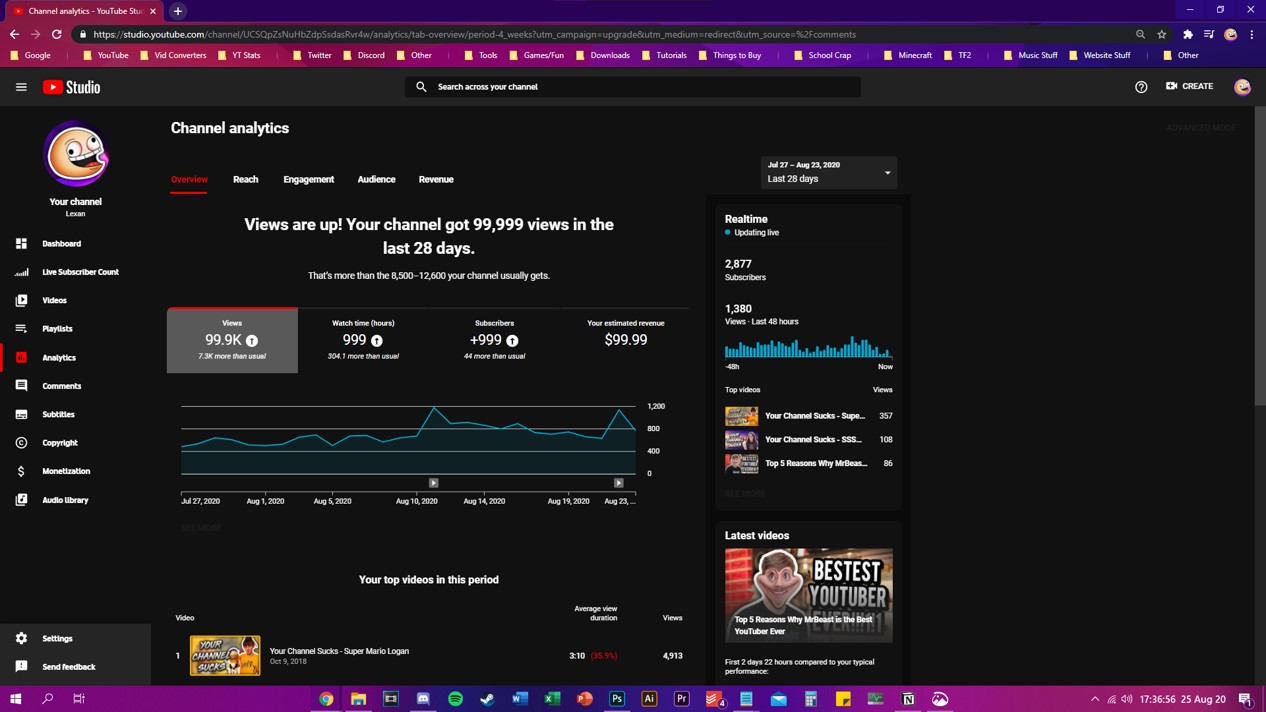 Channel analytics - YouTube Stu
https://studio.youtube.com/channel/UCSQpZsNuHbZdpSsdasRvr4w/analytics/tab-overview/period-4_weeks?utm_campaign=upgrade&utm_medium=redirect&utm_source=%2Fcomments
Google YouTube Vid Converters YT Stats Twitter Discord Other Tools Games/Fun Downloads Tutorials Things to Buy School Crap Minecraft TF2 Music Stuff Website Stuff Other
Studio
Search across your channel
CREATE
Your channel
Lexan
Dashboard
Live Subscriber Count
Videos
Playlists
Analytics
Comments
Subtitles
Copyright
Monetization
Audio library
Settings
Send feedback
Channel analytics
ADVANCED MODE
Overview Reach Engagement Audience Revenue
Jul 27 – Aug 23, 2020
Last 28 days
Views are up! Your channel got 99,999 views in the
last 28 days.
That's more than the 8,500–12,600 your channel usually gets.
Views
99.9K
7.3K more than usual
Watch time (hours)
999
304.1 more than usual
Subscribers
+999
44 more than usual
Your estimated revenue
$99.99
1,200
800
400
0
Jul 27, 2020 Aug 1, 2020 Aug 5, 2020 Aug 10, 2020 Aug 14, 2020 Aug 19, 2020 Aug 23, ...
SEE MORE
Your top videos in this period
Video
Average view
duration
Views
1
YOUR
CHANNEL
SUCKS
Your Channel Sucks - Super Mario Logan
Oct 9, 2018
3:10 (35.9%) 4,913
Realtime
Updating live
2,877
Subscribers
1,380
Views · Last 48 hours
-48h Now
Top videos Views
Your Channel Sucks - Supe... 357
Your Channel Sucks - SSS... 108
Top 5 Reasons Why MrBeas... 86
SEE MORE
Latest videos
BESTEST
YOUTUBER
EVER!!!!1
Top 5 Reasons Why MrBeast is the Best
YouTuber Ever
First 2 days 22 hours compared to your typical
performance:
17:36:56 25 Aug 20